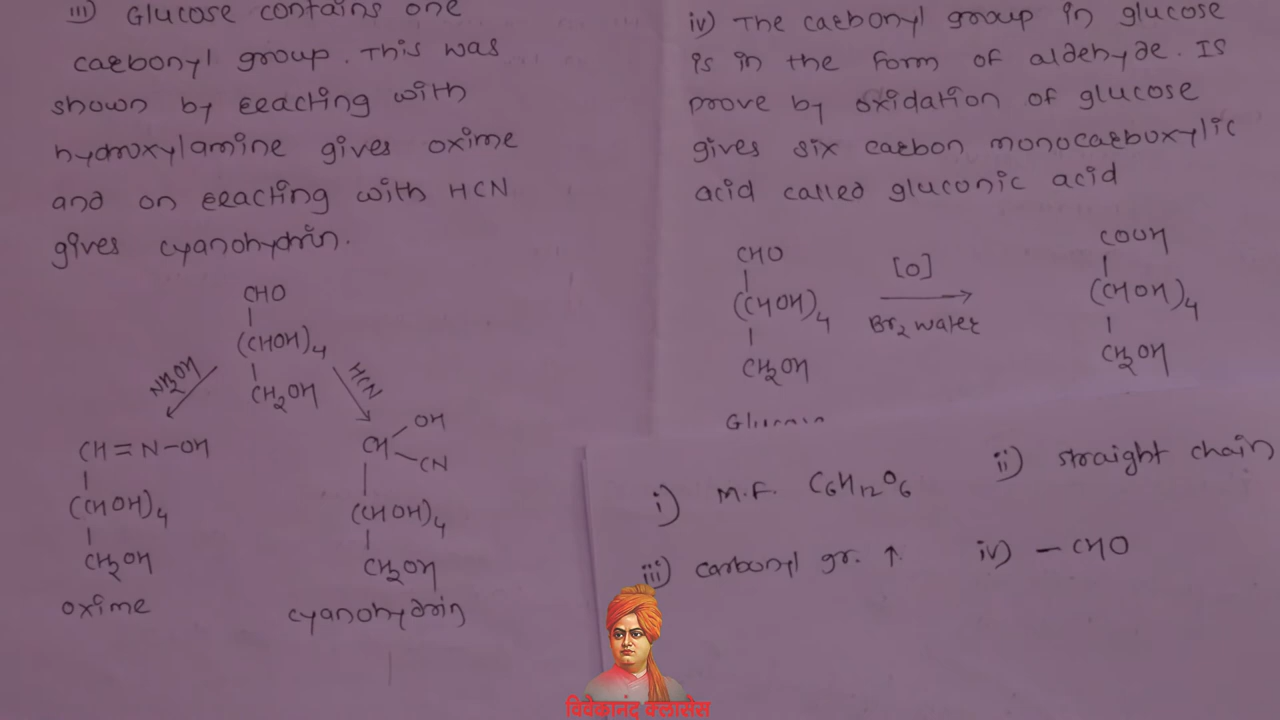 iii) Glucose contains one
carbonyl group. This was
shown by reacting with
hydroxylamine gives oxime
and on reacting with HCN
gives cyanohydrin.
CHO
(CHOH)4
CH2OH
NH2OH
HCN
CH=N-OH
(CHOH)4
CH2OH
oxime
OH
CH
CN
(CHOH)4
CH2OH
cyanohydrin
iv) The carbonyl group in glucose
is in the form of aldehyde. Is
prove by oxidation of glucose
gives six carbon monocarboxylic
acid called gluconic acid
CHO
(CHOH)4
CH2OH
[O]
Br2 water
COOH
(CHOH)4
CH2OH
i) M.F. C6H12O6
ii) straight chain
iii) carbonyl gr. ↑.
iv) - CHO
विवेकानंद क्लासेस